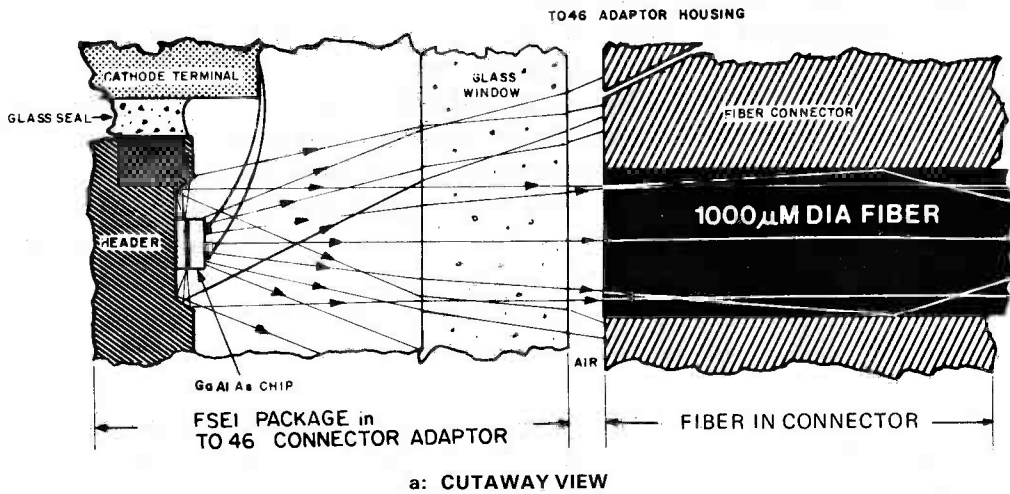 TO46 ADAPTOR HOUSING
CATHODE TERMINAL
GLASS
WINDOW
GLASS SEAL
FIBER CONNECTOR
1000μM DIA FIBER
HEADER
AIR
GaAlAs CHIP
FSEI PACKAGE in
TO 46 CONNECTOR ADAPTOR
FIBER IN CONNECTOR
a: CUTAWAY VIEW